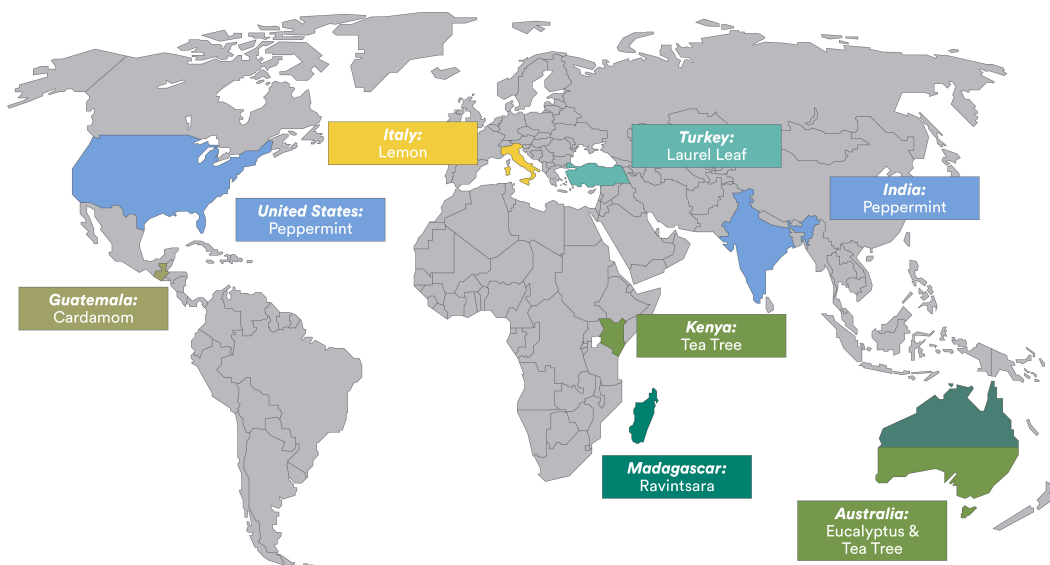 Italy:
Lemon
Turkey:
Laurel Leaf
India:
Peppermint
United States:
Peppermint
Guatemala:
Cardamom
Kenya:
Tea Tree
Madagascar:
Ravintsara
Australia:
Eucalyptus &
Tea Tree